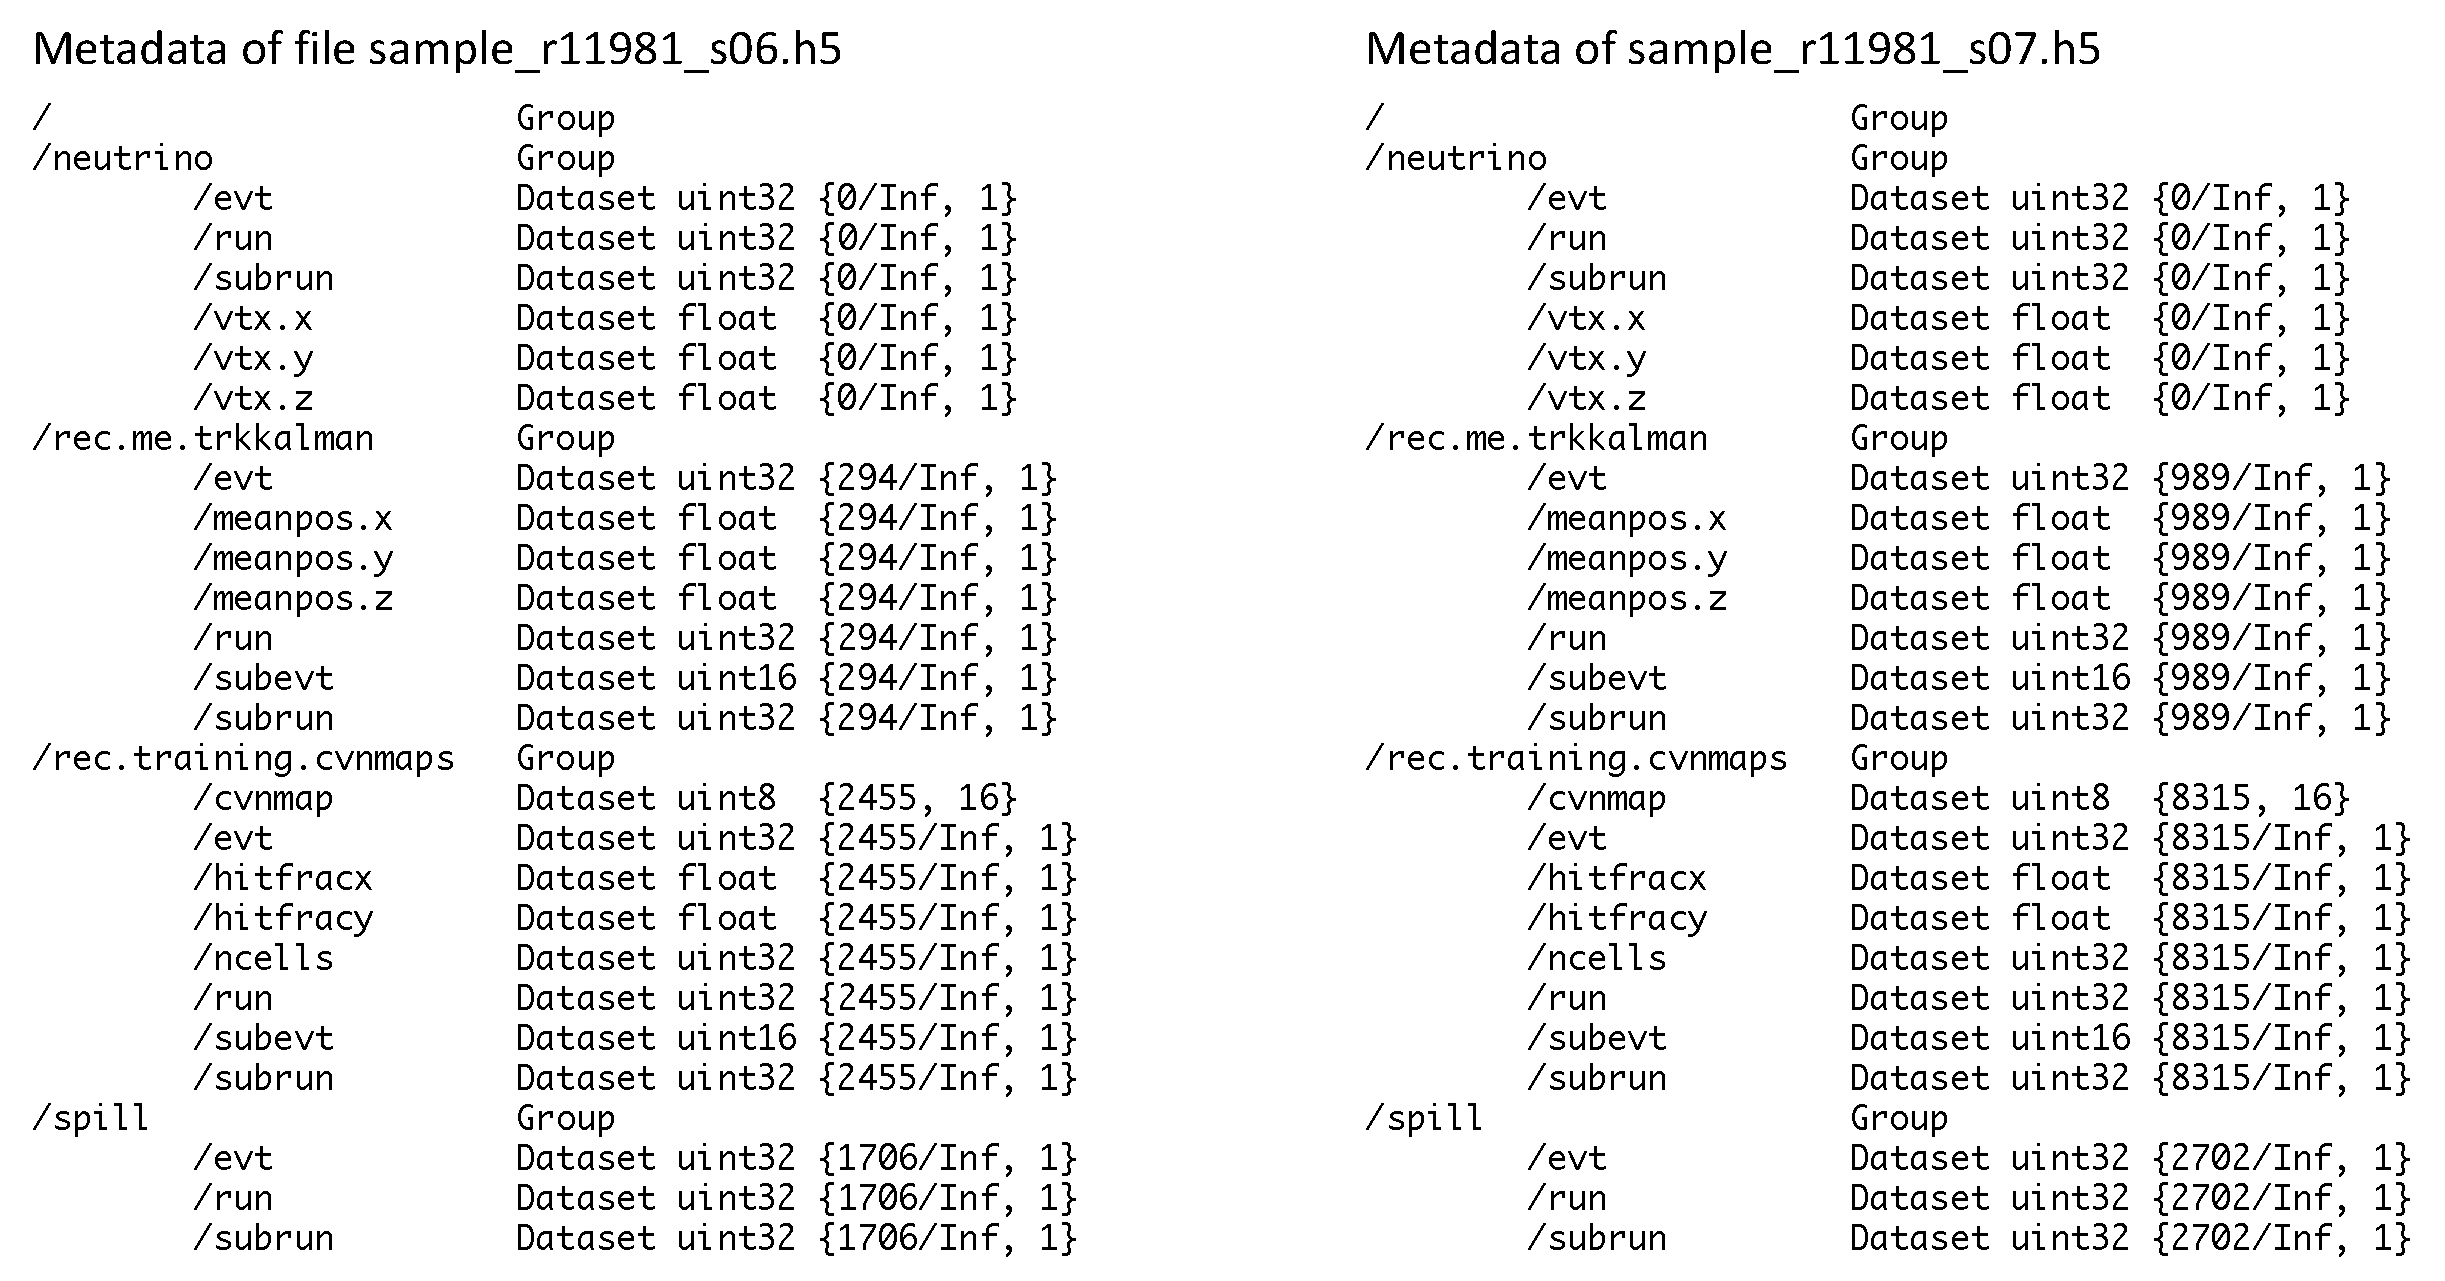 Metadata of file sample_r11981_s06.h5
/ Group
/neutrino Group
/evt Dataset uint32 {0/Inf, 1}
/run Dataset uint32 {0/Inf, 1}
/subrun Dataset uint32 {0/Inf, 1}
/vtx.x Dataset float {0/Inf, 1}
/vtx.y Dataset float {0/Inf, 1}
/vtx.z Dataset float {0/Inf, 1}
/rec.me.trkkalman Group
/evt Dataset uint32 {294/Inf, 1}
/meanpos.x Dataset float {294/Inf, 1}
/meanpos.y Dataset float {294/Inf, 1}
/meanpos.z Dataset float {294/Inf, 1}
/run Dataset uint32 {294/Inf, 1}
/subevt Dataset uint16 {294/Inf, 1}
/subrun Dataset uint32 {294/Inf, 1}
/rec.training.cvnmaps Group
/cvnmap Dataset uint8 {2455, 16}
/evt Dataset uint32 {2455/Inf, 1}
/hitfracx Dataset float {2455/Inf, 1}
/hitfracy Dataset float {2455/Inf, 1}
/ncells Dataset uint32 {2455/Inf, 1}
/run Dataset uint32 {2455/Inf, 1}
/subevt Dataset uint16 {2455/Inf, 1}
/subrun Dataset uint32 {2455/Inf, 1}
/spill Group
/evt Dataset uint32 {1706/Inf, 1}
/run Dataset uint32 {1706/Inf, 1}
/subrun Dataset uint32 {1706/Inf, 1}
Metadata of sample_r11981_s07.h5
/ Group
/neutrino Group
/evt Dataset uint32 {0/Inf, 1}
/run Dataset uint32 {0/Inf, 1}
/subrun Dataset uint32 {0/Inf, 1}
/vtx.x Dataset float {0/Inf, 1}
/vtx.y Dataset float {0/Inf, 1}
/vtx.z Dataset float {0/Inf, 1}
/rec.me.trkkalman Group
/evt Dataset uint32 {989/Inf, 1}
/meanpos.x Dataset float {989/Inf, 1}
/meanpos.y Dataset float {989/Inf, 1}
/meanpos.z Dataset float {989/Inf, 1}
/run Dataset uint32 {989/Inf, 1}
/subevt Dataset uint16 {989/Inf, 1}
/subrun Dataset uint32 {989/Inf, 1}
/rec.training.cvnmaps Group
/cvnmap Dataset uint8 {8315, 16}
/evt Dataset uint32 {8315/Inf, 1}
/hitfracx Dataset float {8315/Inf, 1}
/hitfracy Dataset float {8315/Inf, 1}
/ncells Dataset uint32 {8315/Inf, 1}
/run Dataset uint32 {8315/Inf, 1}
/subevt Dataset uint16 {8315/Inf, 1}
/subrun Dataset uint32 {8315/Inf, 1}
/spill Group
/evt Dataset uint32 {2702/Inf, 1}
/run Dataset uint32 {2702/Inf, 1}
/subrun Dataset uint32 {2702/Inf, 1}